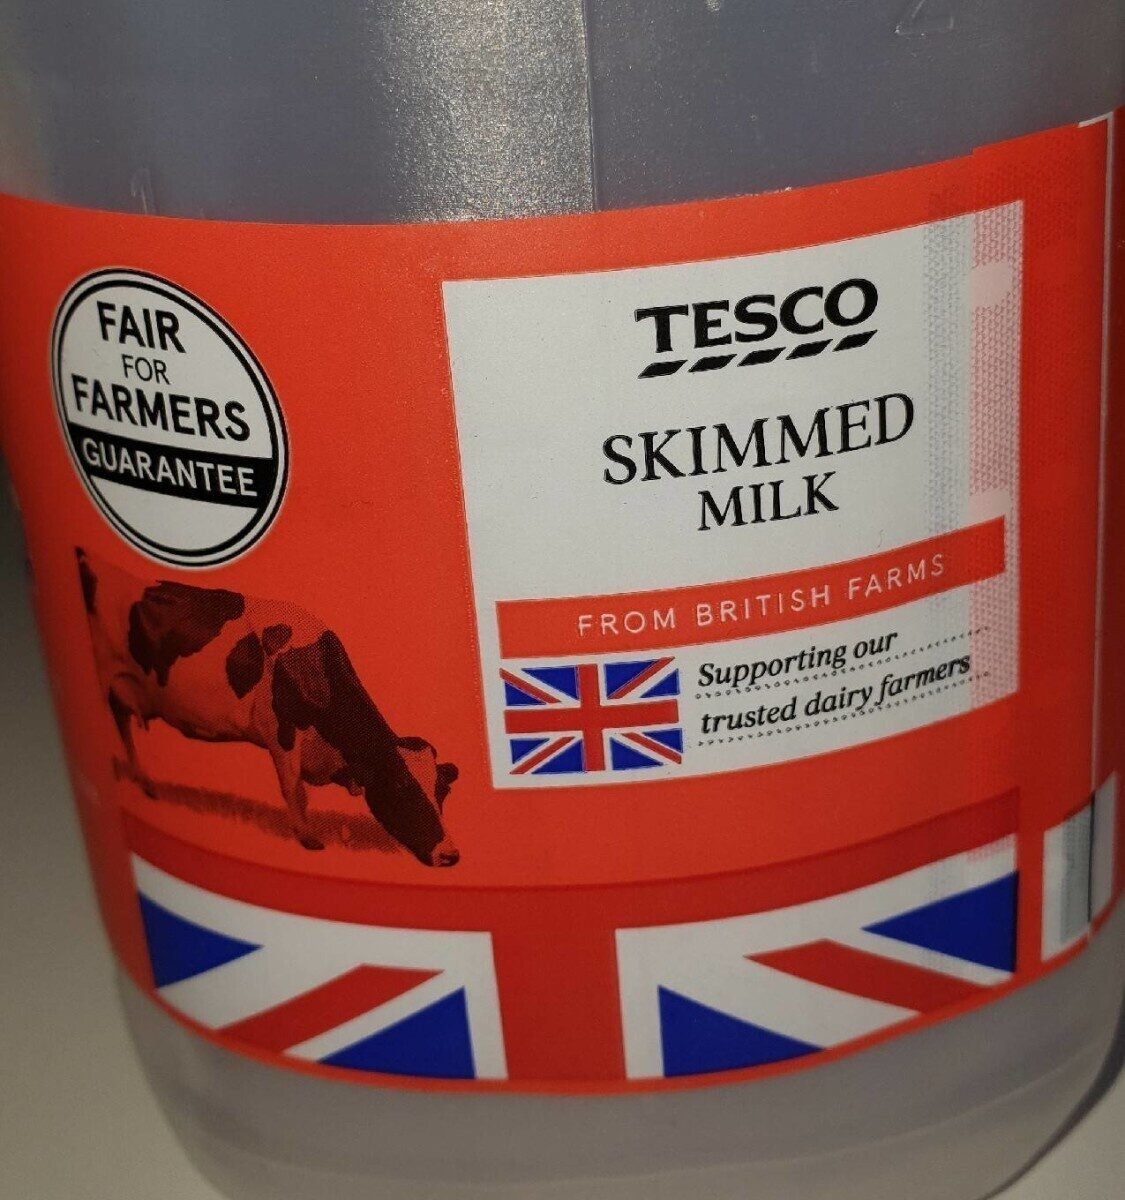 FAIR
FOR
FARMERS
GUARANTEE
TESCO
SKIMMED
MILK
FROM BRITISH FARMS
Supporting our
trusted dairy farmers